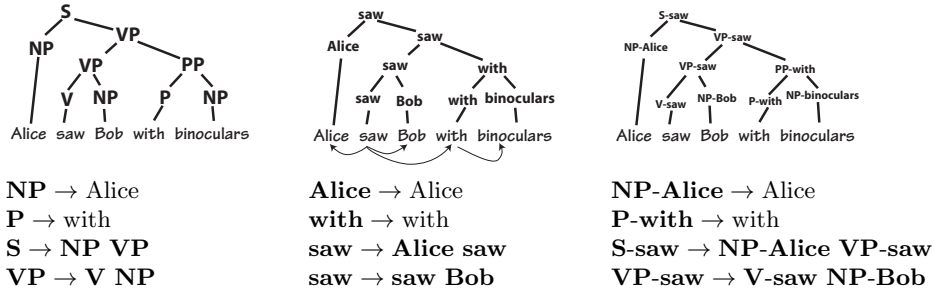 S
NP VP
VP PP
V NP P NP
Alice saw Bob with binoculars
NP → Alice
P → with
S → NP VP
VP → V NP
saw
Alice saw
saw with
saw Bob with binoculars
Alice saw Bob with binoculars
Alice → Alice
with → with
saw → Alice saw
saw → saw Bob
S-saw
NP-Alice VP-saw
VP-saw PP-with
V-saw NP-Bob P-with NP-binoculars
Alice saw Bob with binoculars
NP-Alice → Alice
P-with → with
S-saw → NP-Alice VP-saw
VP-saw → V-saw NP-Bob